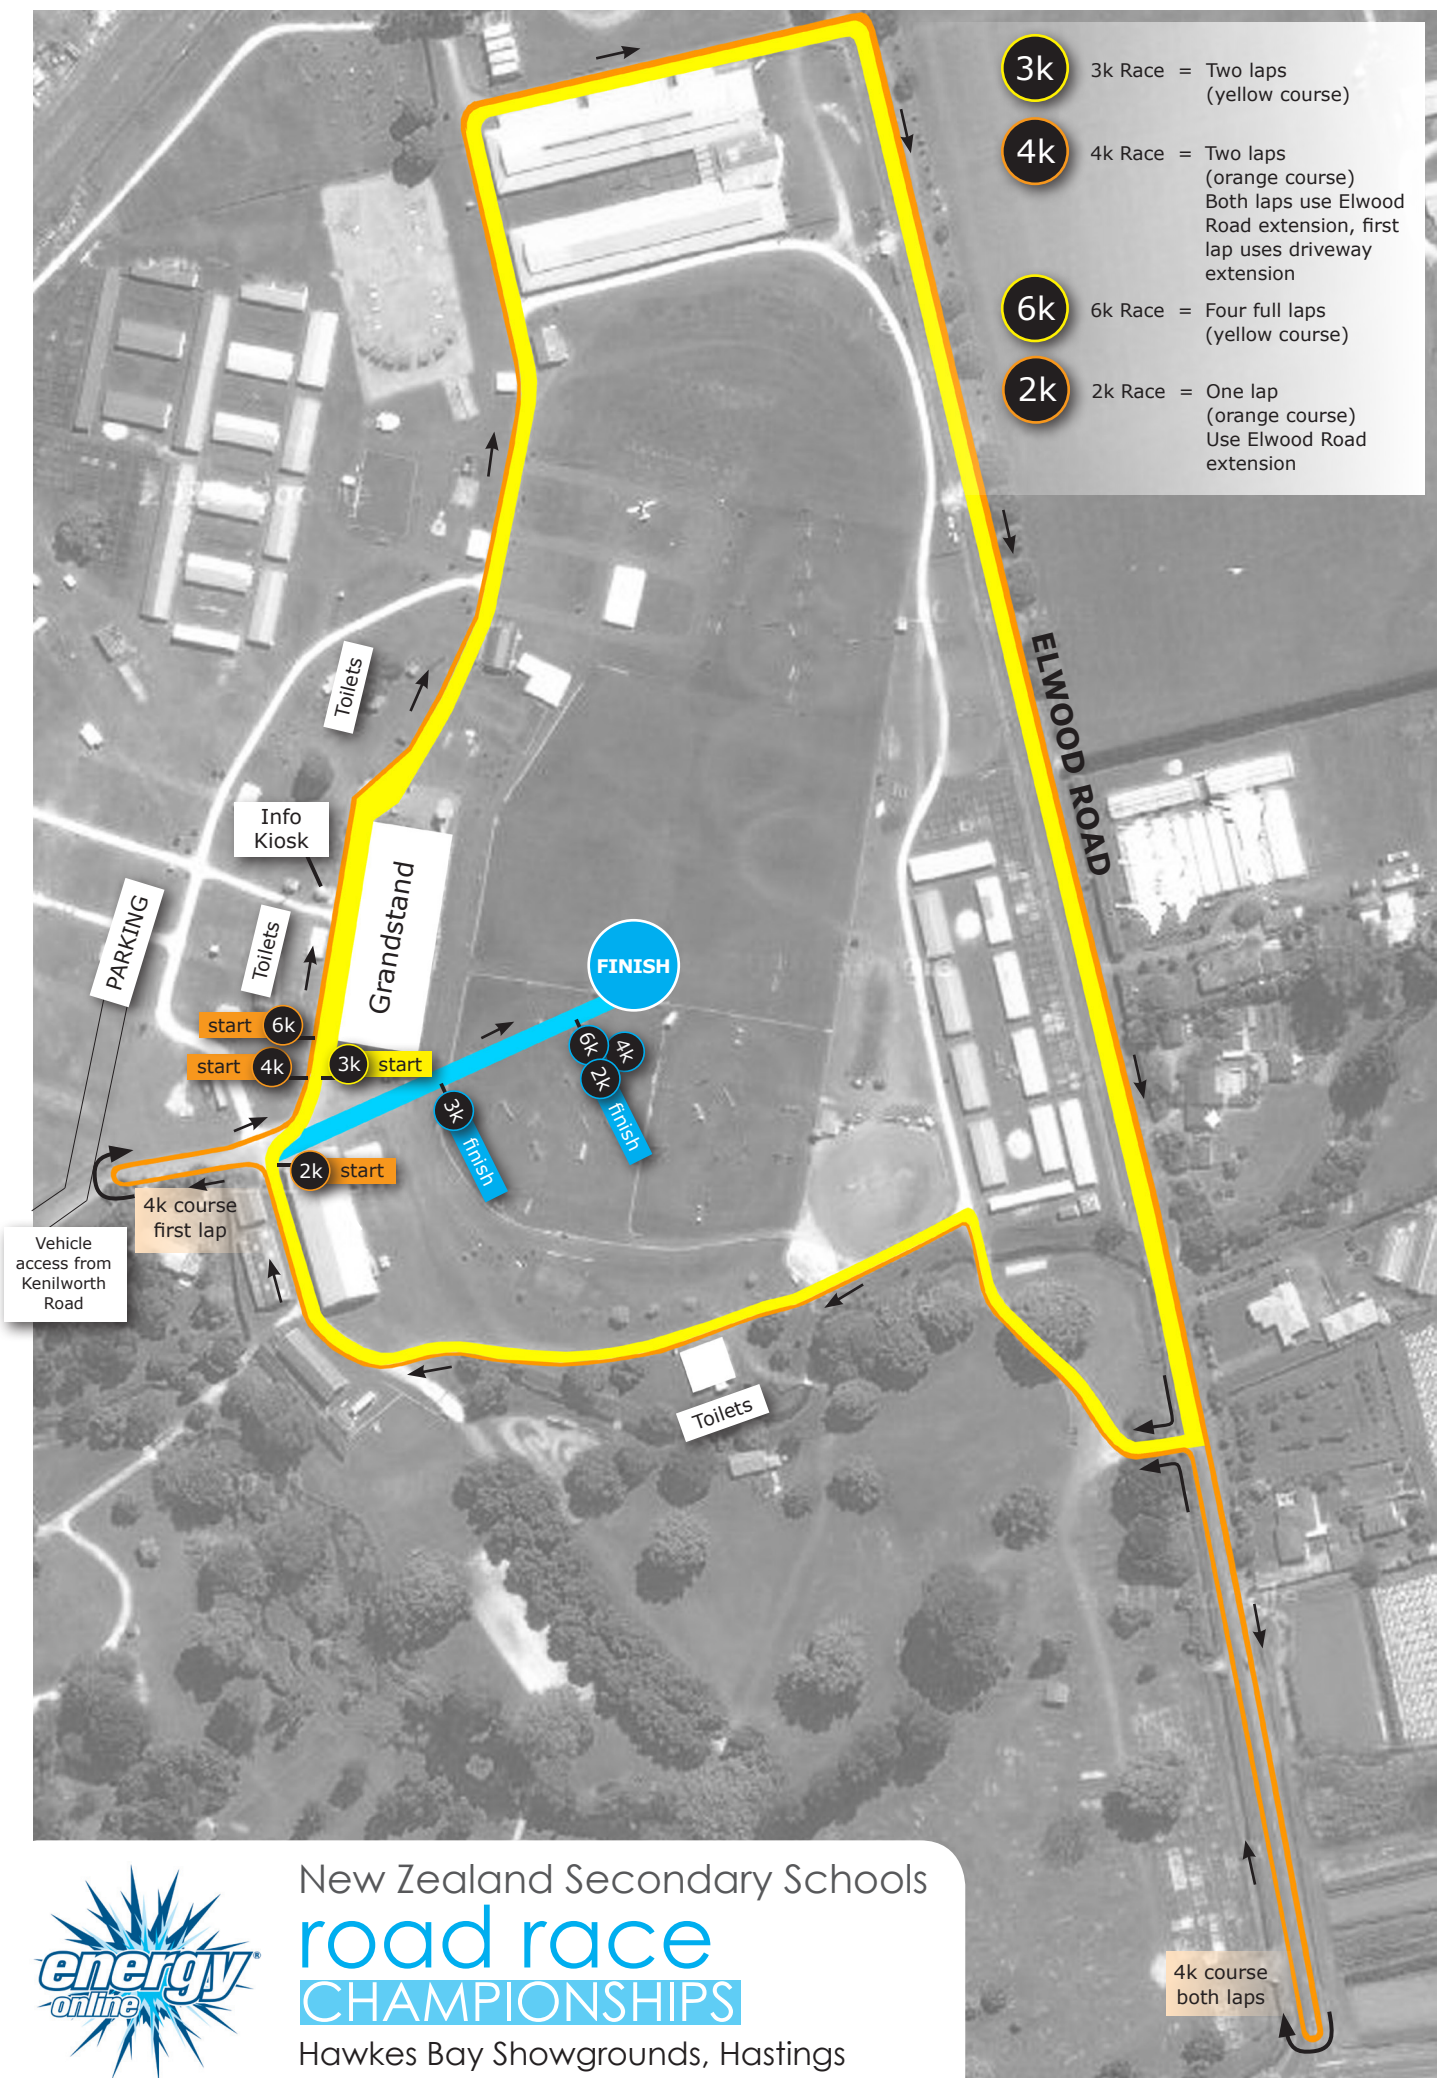 3k
3k Race = Two laps
(yellow course)
4k
4k Race = Two laps
(orange course)
Both laps use Elwood
Road extension, first
lap uses driveway
extension
6k
6k Race = Four full laps
(yellow course)
2k
2k Race = One lap
(orange course)
Use Elwood Road
extension
ELWOOD ROAD
Toilets
Info
Kiosk
Grandstand
PARKING
Toilets
FINISH
start 6k
start 4k
3k start
6k
4k
2k
finish
3k
finish
2k start
4k course
first lap
Vehicle
access from
Kenilworth
Road
Toilets
4k course
both laps
energy®
online
New Zealand Secondary Schools
road race
CHAMPIONSHIPS
Hawkes Bay Showgrounds, Hastings